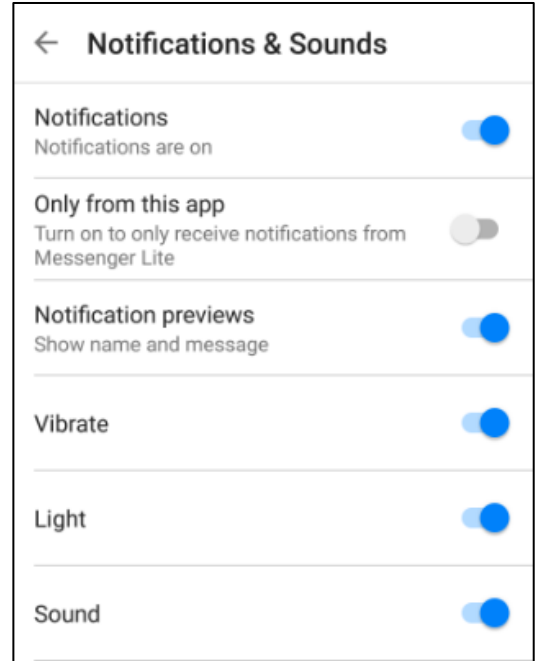 Notifications & Sounds
Notifications
Notifications are on
Only from this app
Turn on to only receive notifications from
Messenger Lite
Notification previews
Show name and message
Vibrate
Light
Sound